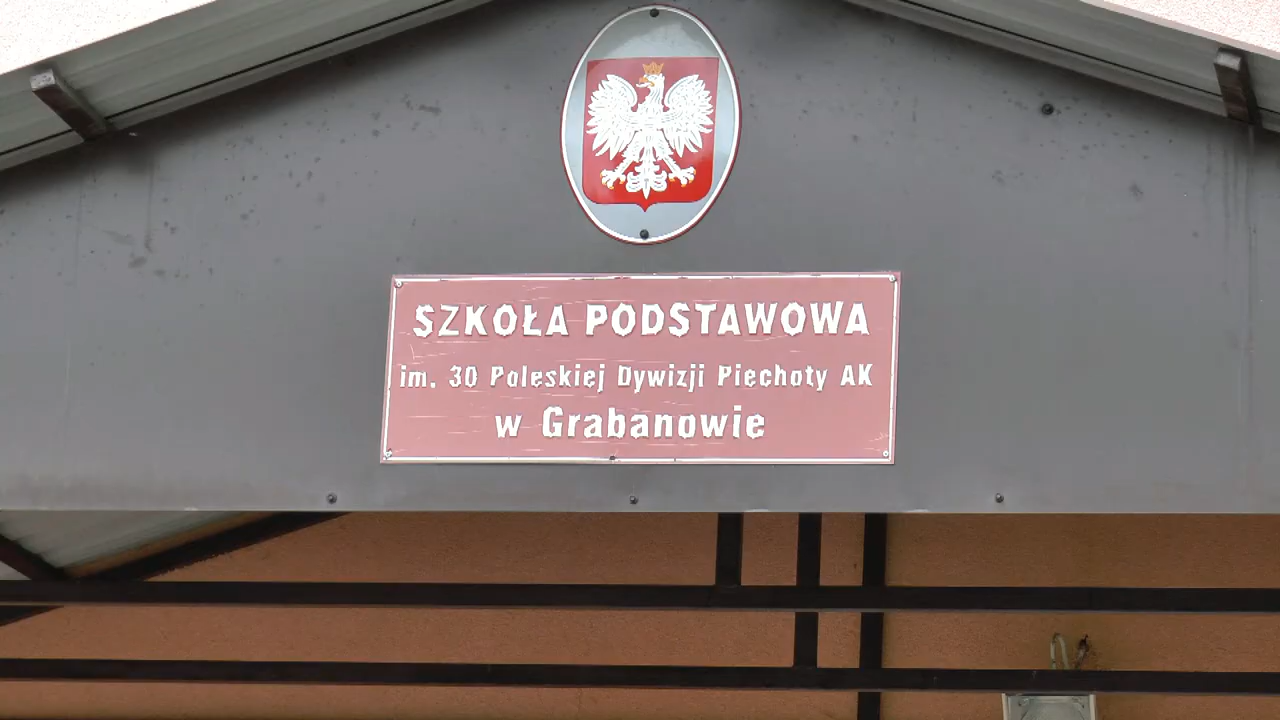 SZKOŁA PODSTAWOWA
im. 30 Poleskiej Dywizji Piechoty AK
w Grabanowie